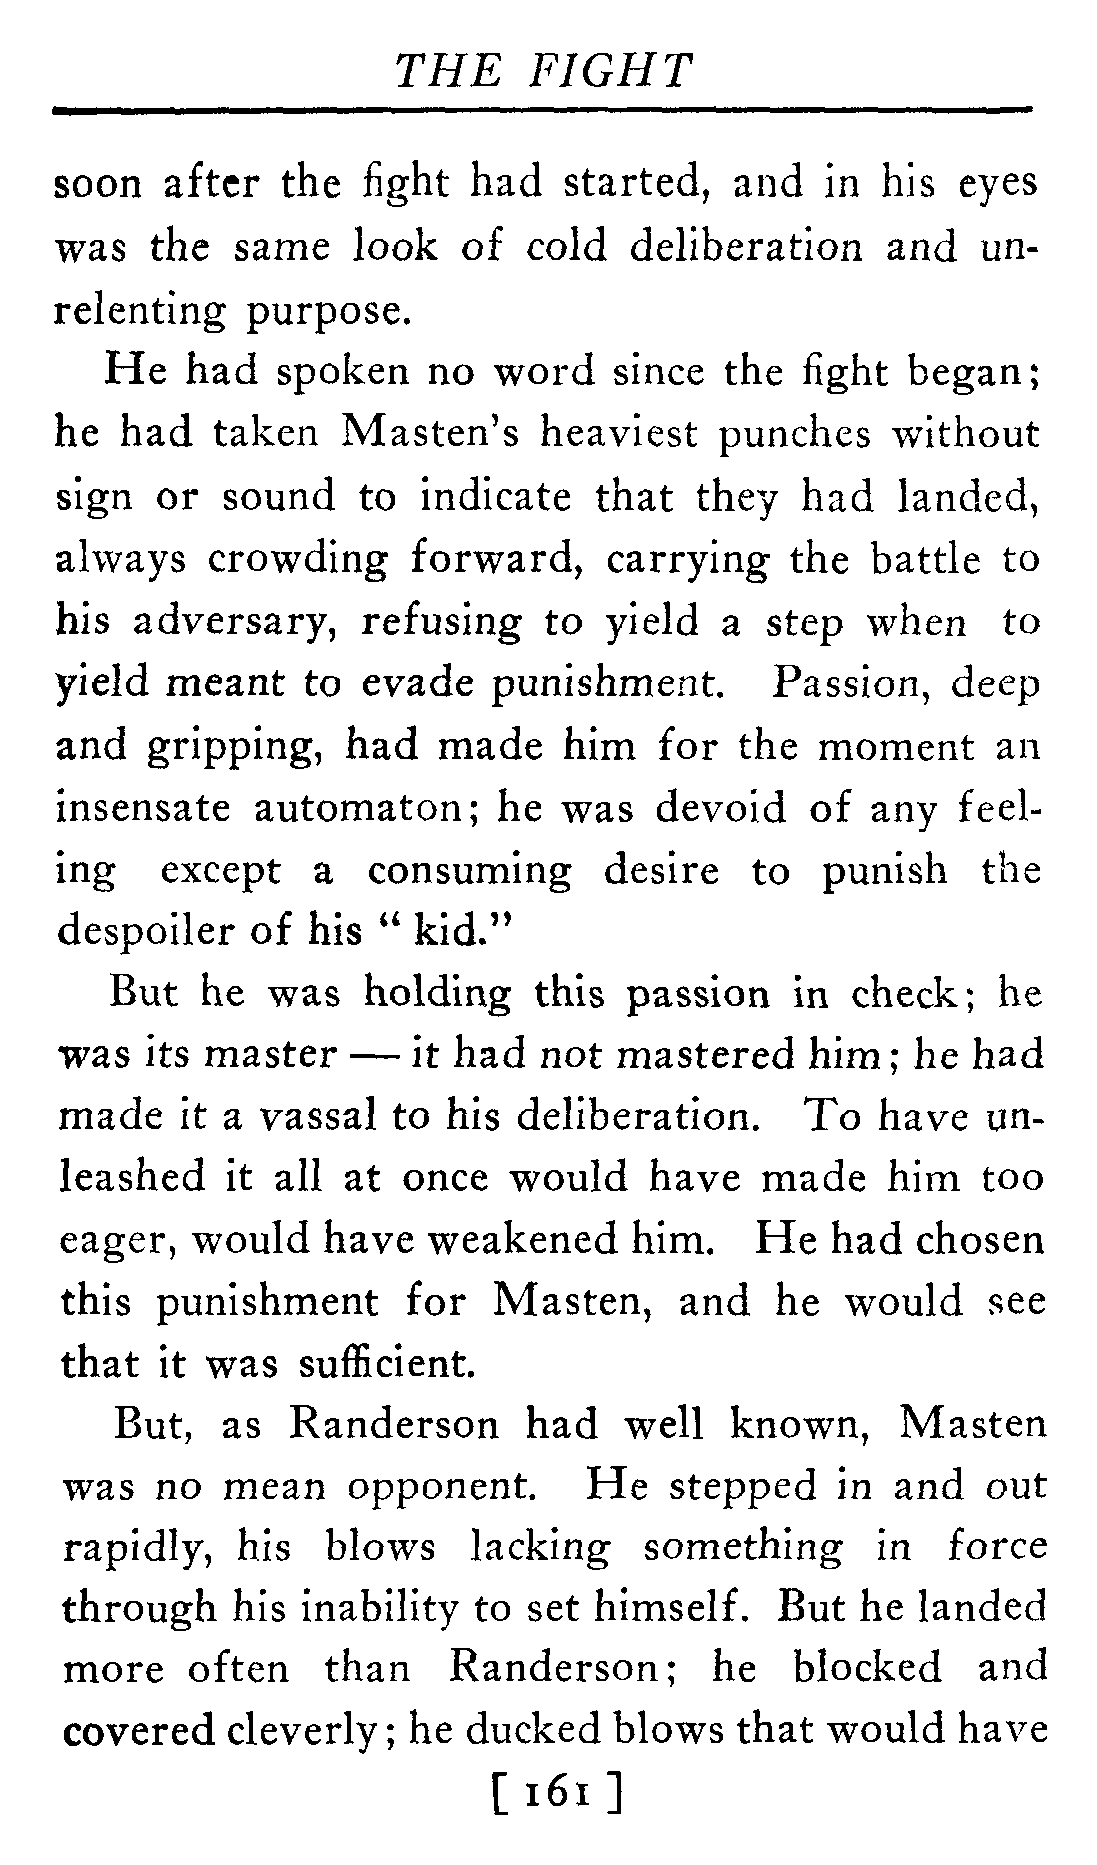 THE FIGHT
soon after the fight had started, and in his eyes
was the same look of cold deliberation and un-
relenting purpose.
He had spoken no word since the fight began;
he had taken Masten's heaviest punches without
sign or sound to indicate that they had landed,
always crowding forward, carrying the battle to
his adversary, refusing to yield a step when to
yield meant to evade punishment. Passion, deep
and gripping, had made him for the moment an
insensate automaton; he was devoid of any feel-
ing except a consuming desire to punish the
despoiler of his “ kid.”
But he was holding this passion in check; he
was its master — it had not mastered him; he had
made it a vassal to his deliberation. To have un-
leashed it all at once would have made him too
eager, would have weakened him. He had chosen
this punishment for Masten, and he would see
that it was sufficient.
But, as Randerson had well known, Masten
was no mean opponent. He stepped in and out
rapidly, his blows lacking something in force
through his inability to set himself. But he landed
more often than Randerson; he blocked and
covered cleverly; he ducked blows that would have
[ 161 ]